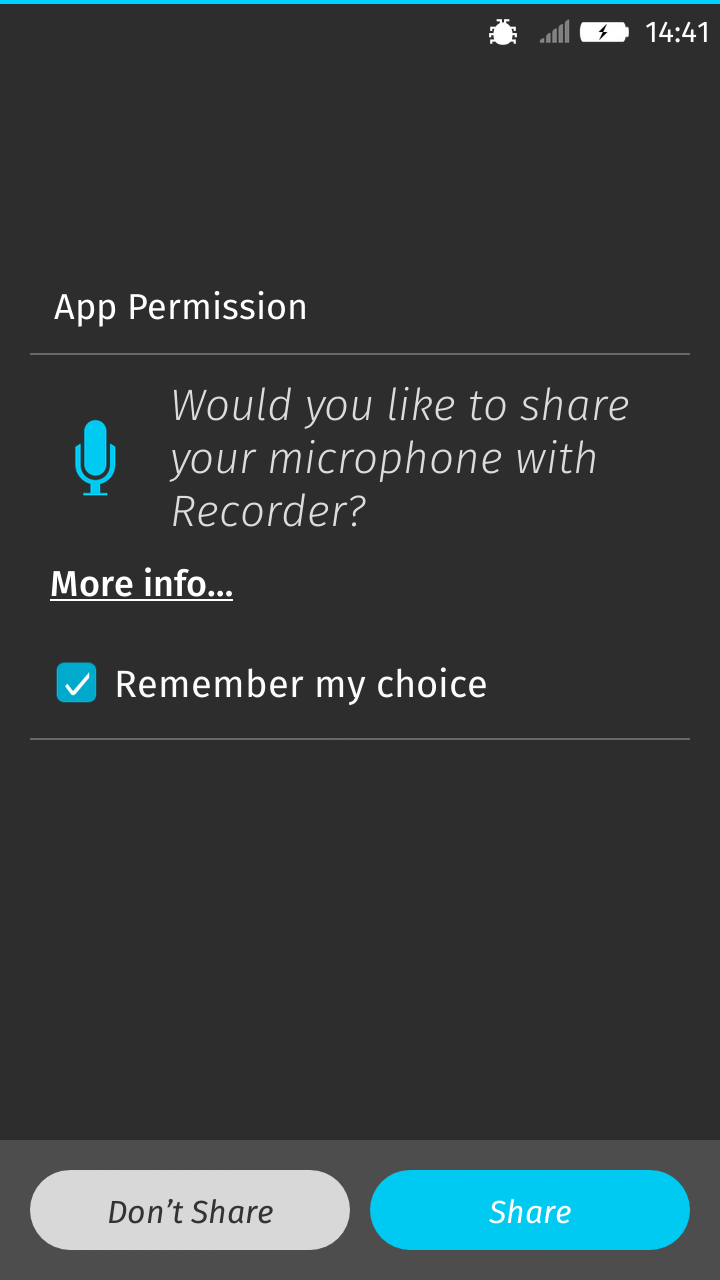 14:41
App Permission
Would you like to share
your microphone with
Recorder?
More info...
Remember my choice
Don’t Share
Share